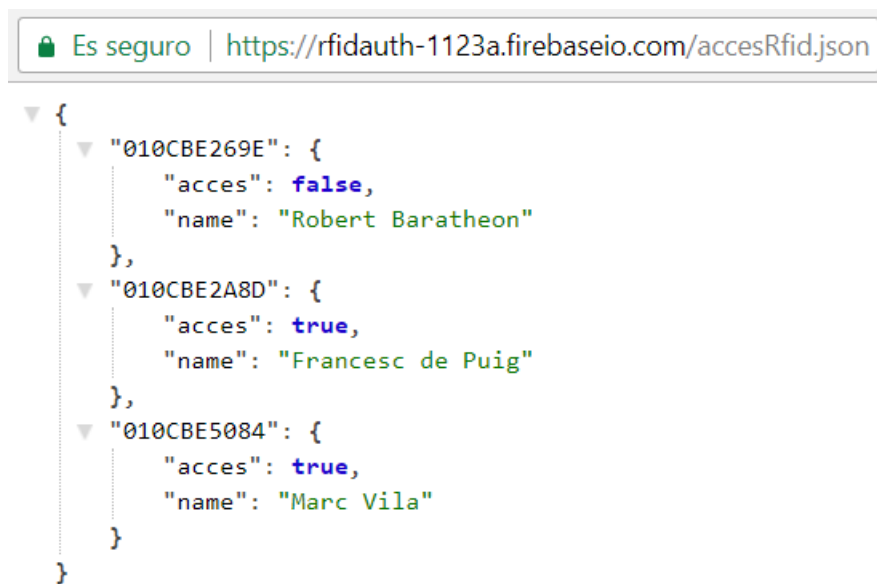 Es seguro | https://rfidauth-1123a.firebaseio.com/accesRfid.json
{
"010CBE269E": {
"acces": false,
"name": "Robert Baratheon"
},
"010CBE2A8D": {
"acces": true,
"name": "Francesc de Puig"
},
"010CBE5084": {
"acces": true,
"name": "Marc Vila"
}
}